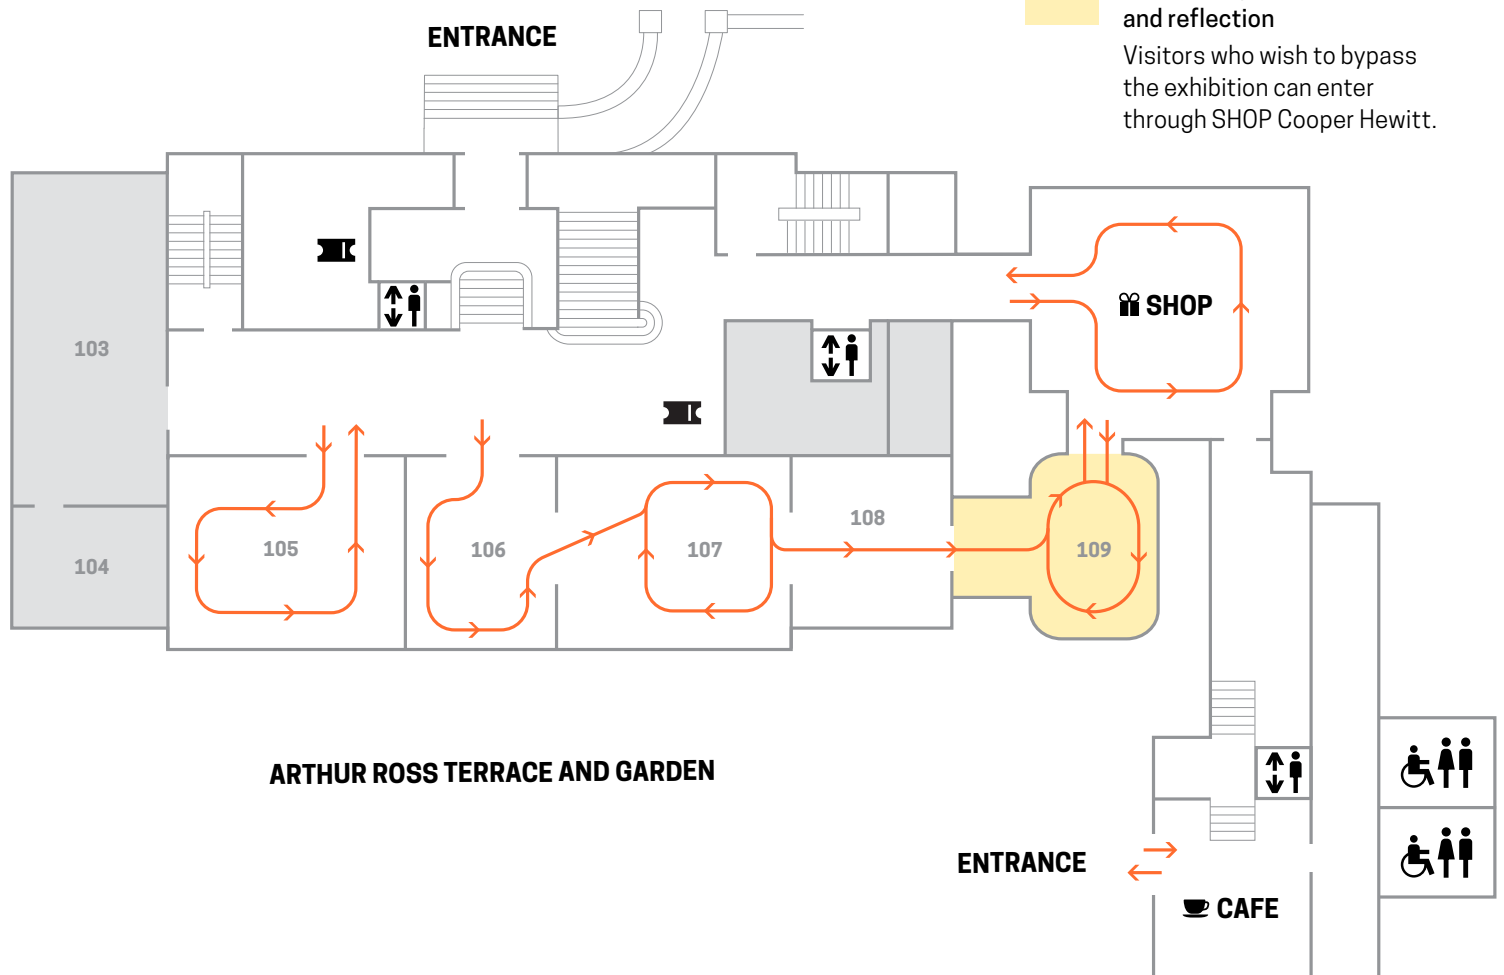 and reflection
Visitors who wish to bypass
the exhibition can enter
through SHOP Cooper Hewitt.
ENTRANCE
SHOP
103
104
105
106
107
108
109
ARTHUR ROSS TERRACE AND GARDEN
ENTRANCE
CAFE